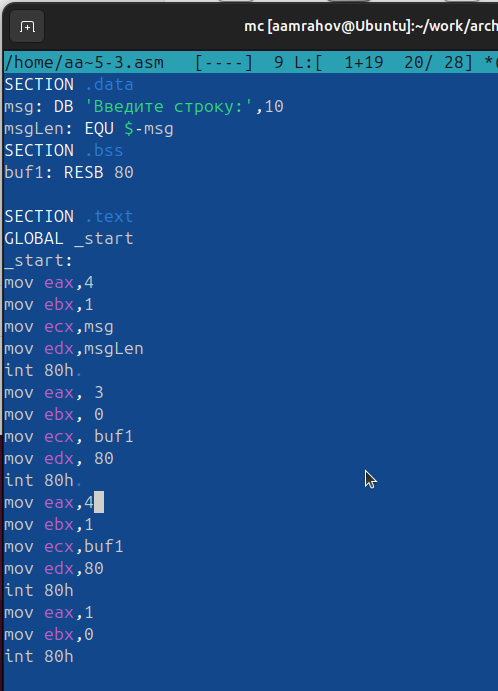 mc [aamrahov@Ubuntu]:~/work/arch
/home/aa~5-3.asm [----] 9 L:[ 1+19 20/ 28] *(
SECTION .data
msg: DB 'Введите строку:',10
msgLen: EQU $-msg
SECTION .bss
buf1: RESB 80
SECTION .text
GLOBAL _start
_start:
mov eax,4
mov ebx,1
mov ecx,msg
mov edx,msgLen
int 80h.
mov eax, 3
mov ebx, 0
mov ecx, buf1
mov edx, 80
int 80h.
mov eax,4
mov ebx,1
mov ecx,buf1
mov edx,80
int 80h
mov eax,1
mov ebx,0
int 80h